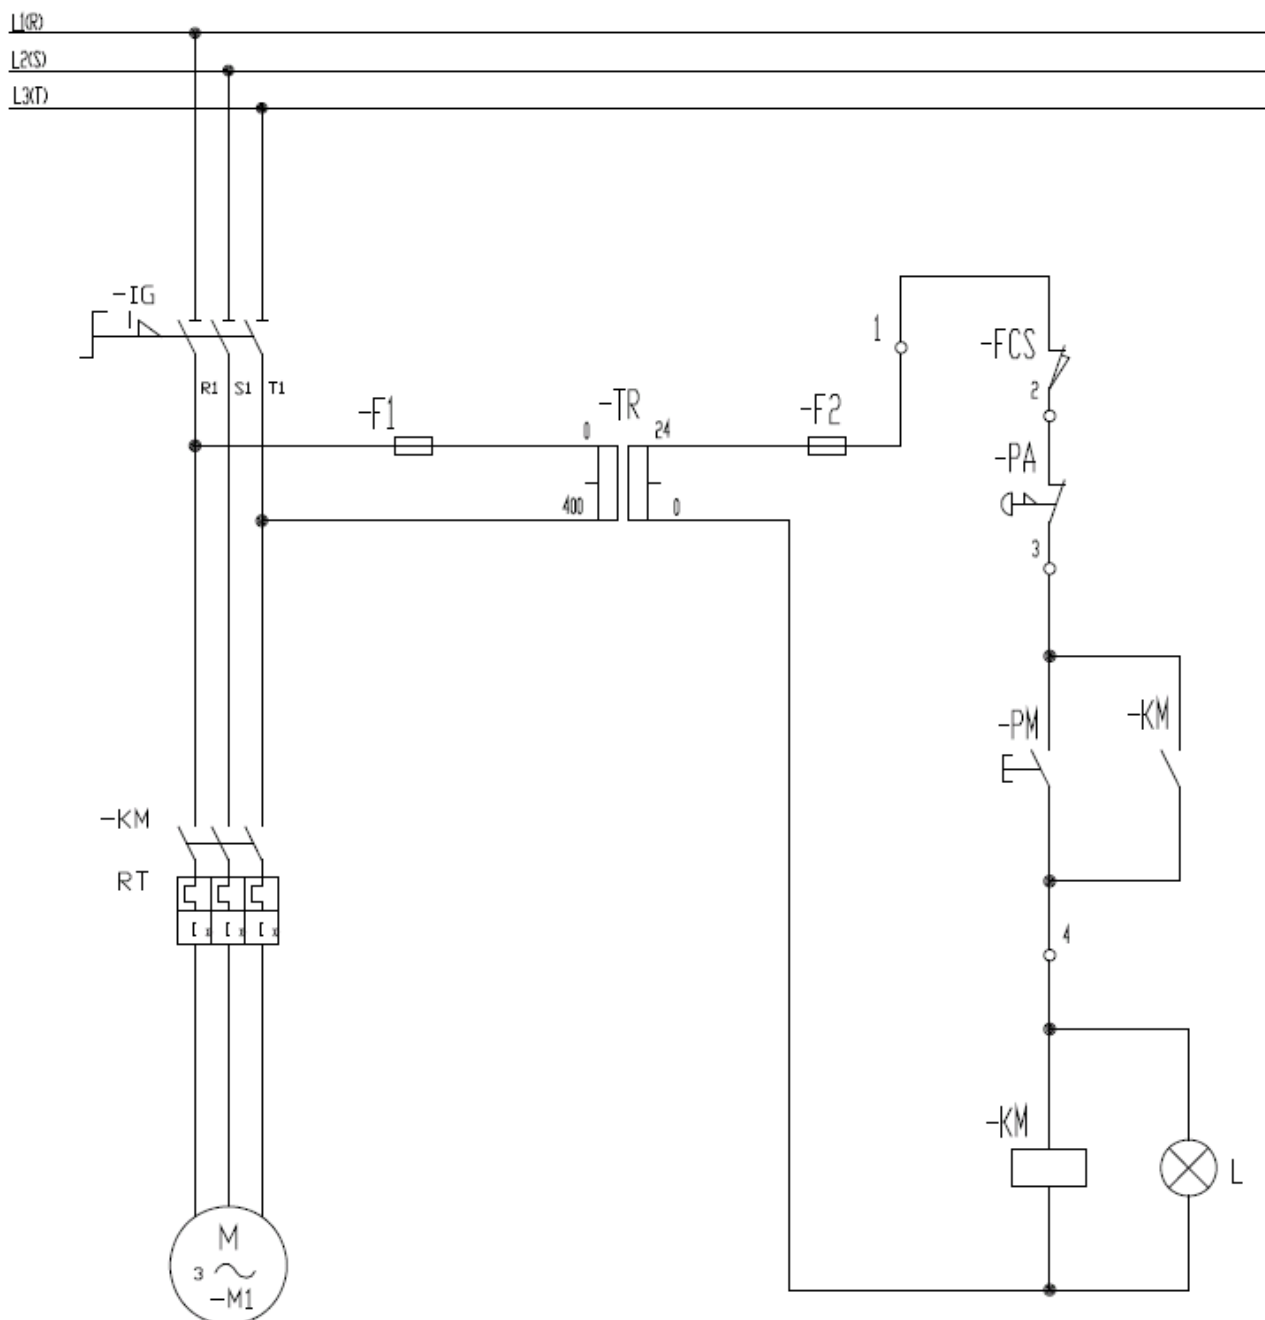 L1(R)
L2(S)
L3(T)
-IG
R1 S1 T1
-F1
-TR
0
24
400
0
-F2
1
-FCS
2
-PA
3
-PM
-KM
-KM
RT
4
-KM
L
M
3
-M1